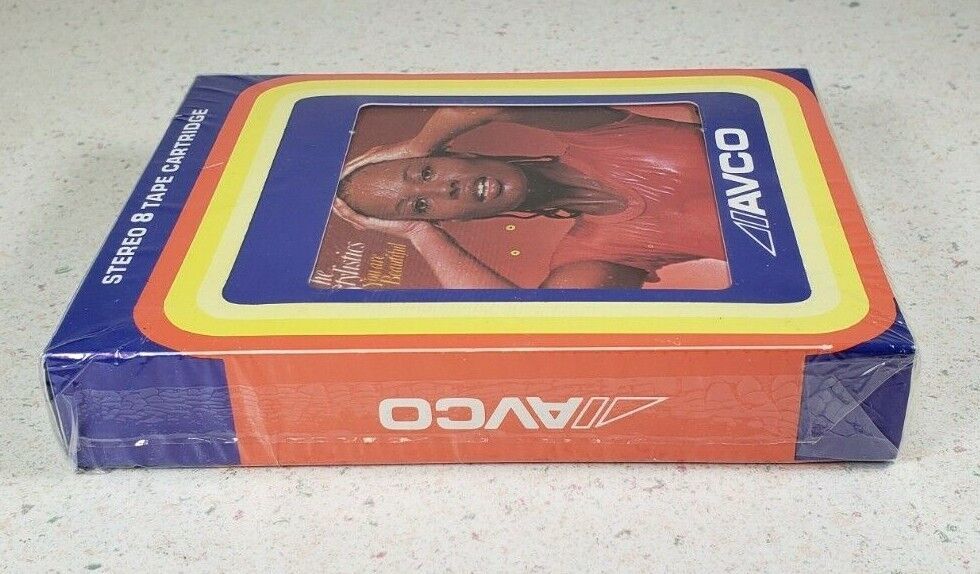 STEREO 8 TAPE CARTRIDGE
The
Stylistics
You are
Beautiful
AVCO
AVCO